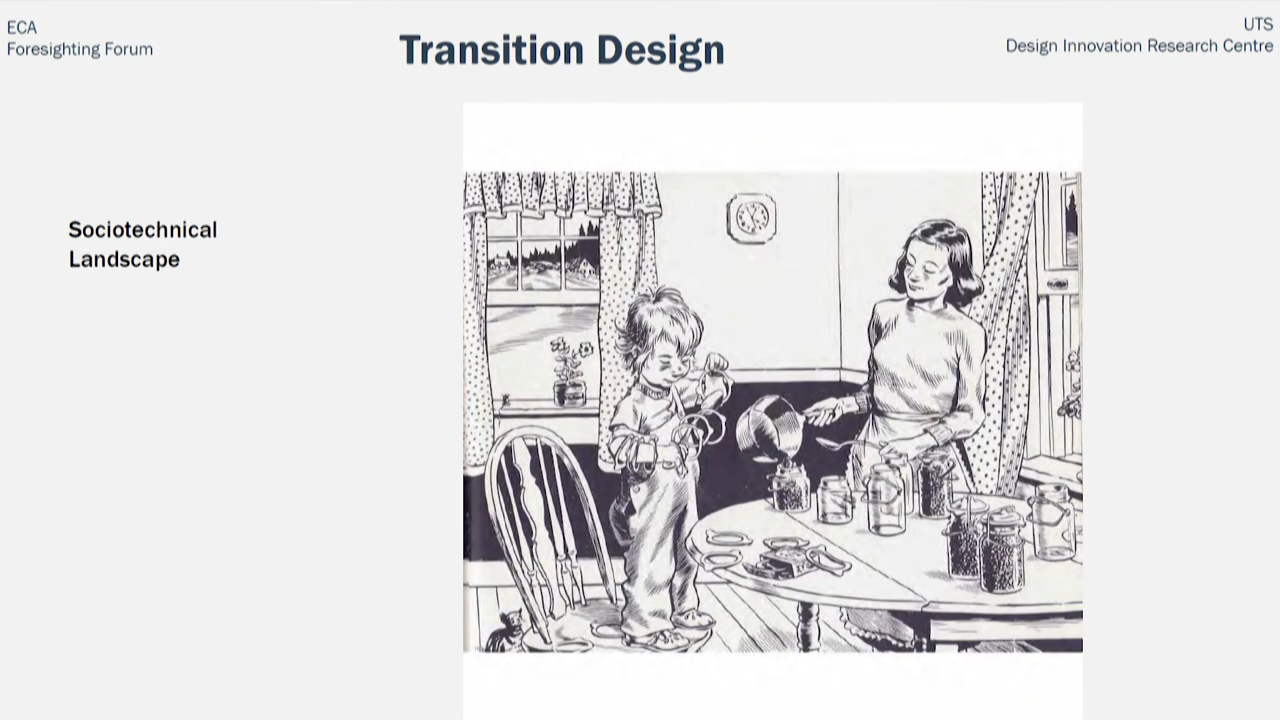 ECA
Foresighting Forum
Transition Design
UTS
Design Innovation Research Centre
Sociotechnical
Landscape